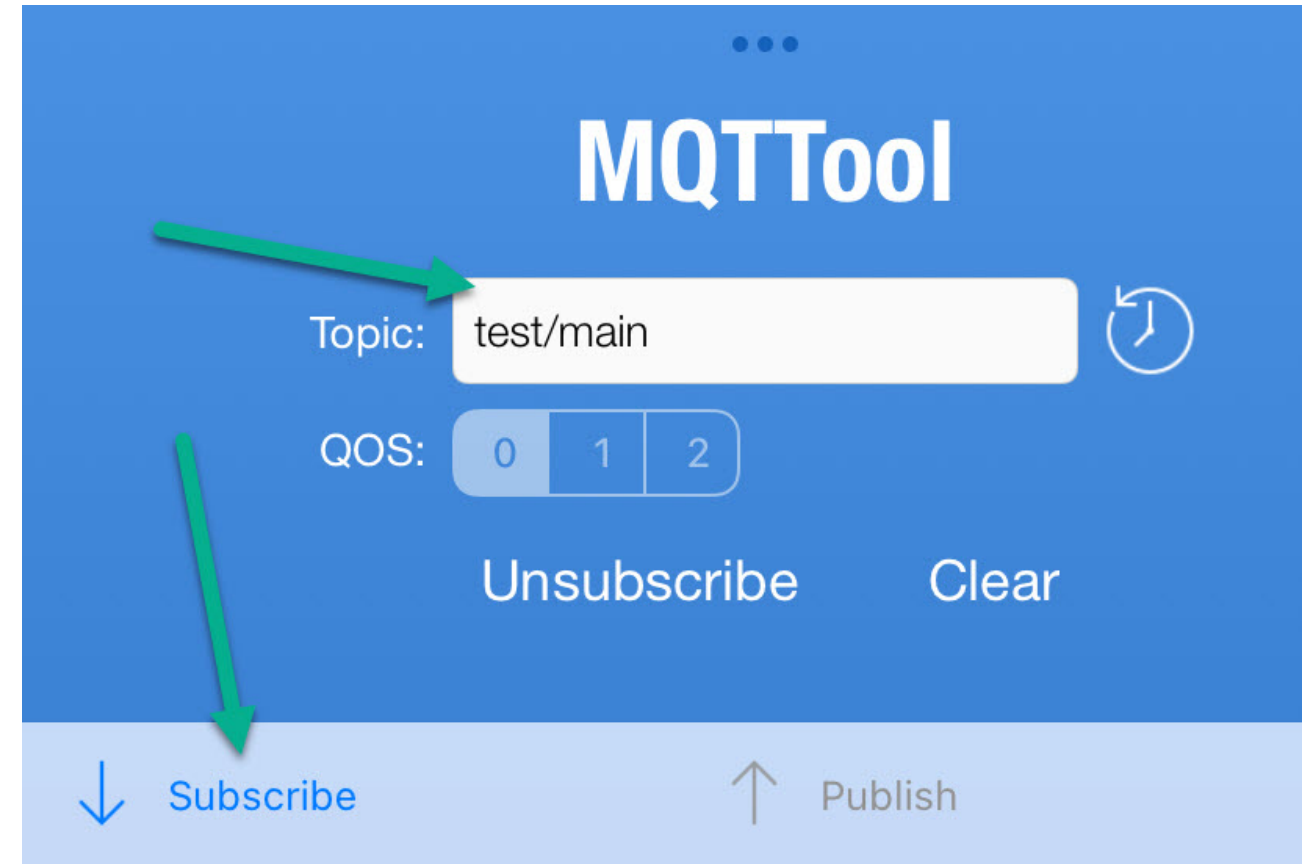 MQTTool
Topic: test/main
QOS: 0 1 2
Unsubscribe Clear
Subscribe Publish